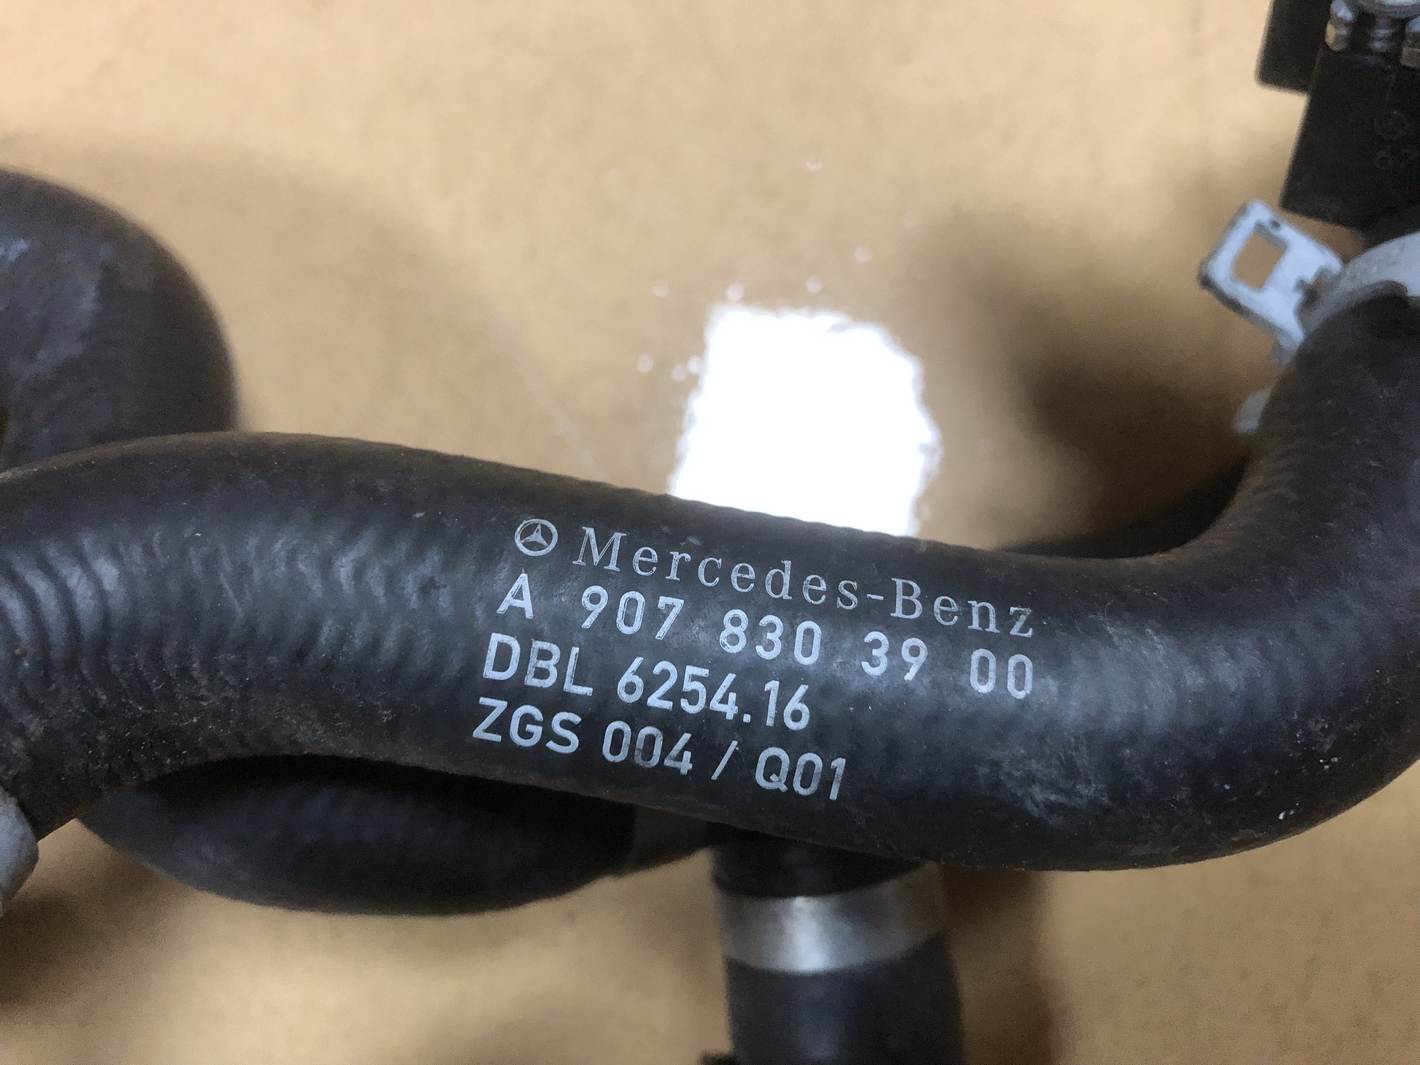 Mercedes-Benz
A 907 830 39 00
DBL 6254.16
ZGS 004 / Q01